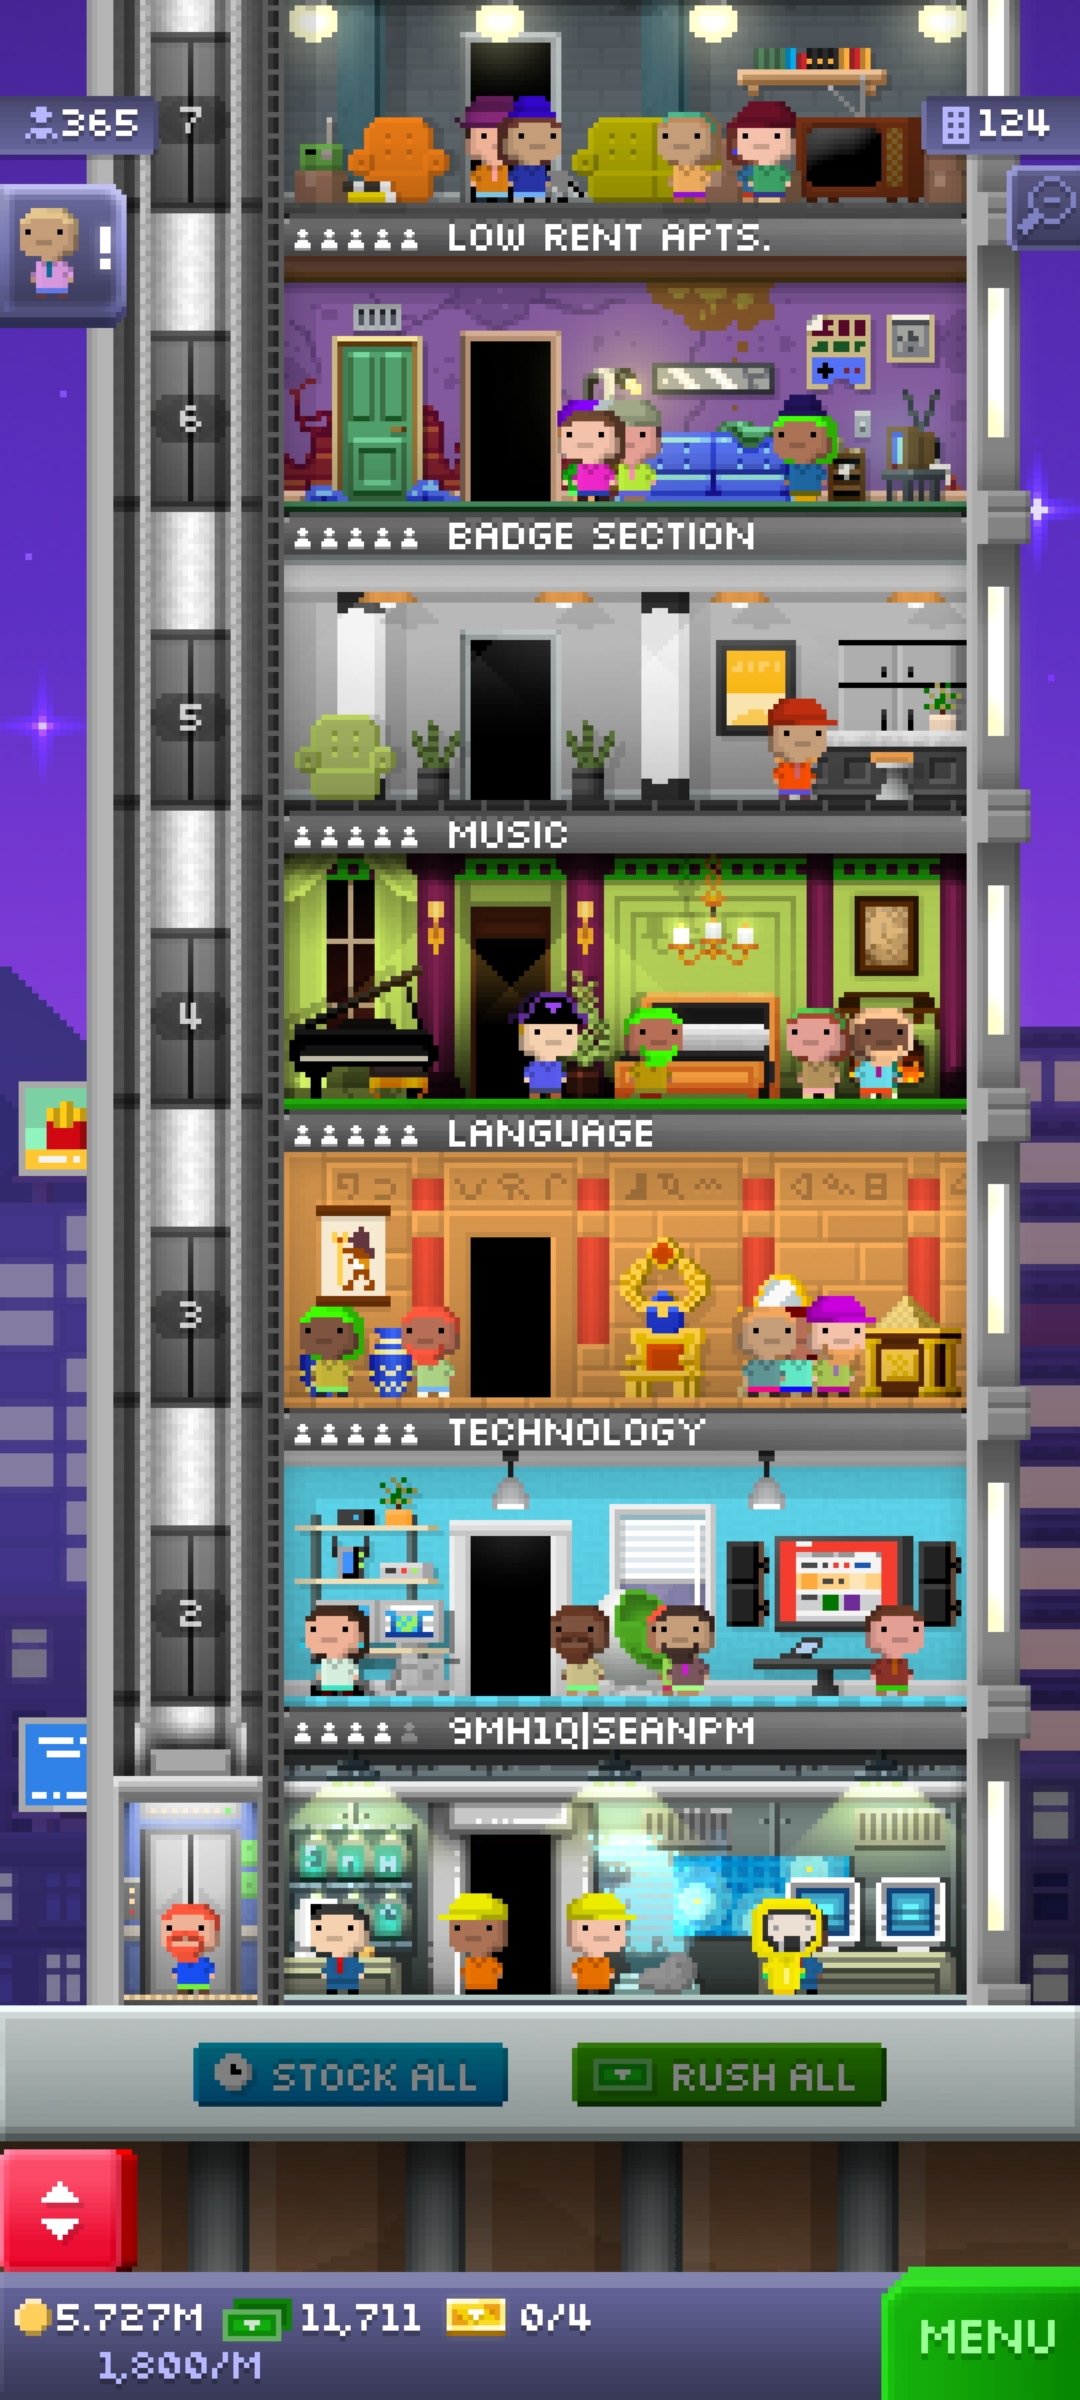 365
7
124
!
LOW RENT APTS.
6
BADGE SECTION
5
MUSIC
4
LANGUAGE
3
TECHNOLOGY
2
9MH1Q|SEANPM
STOCK ALL
RUSH ALL
5.727M
11,711
0/4
1,800/M
MENU